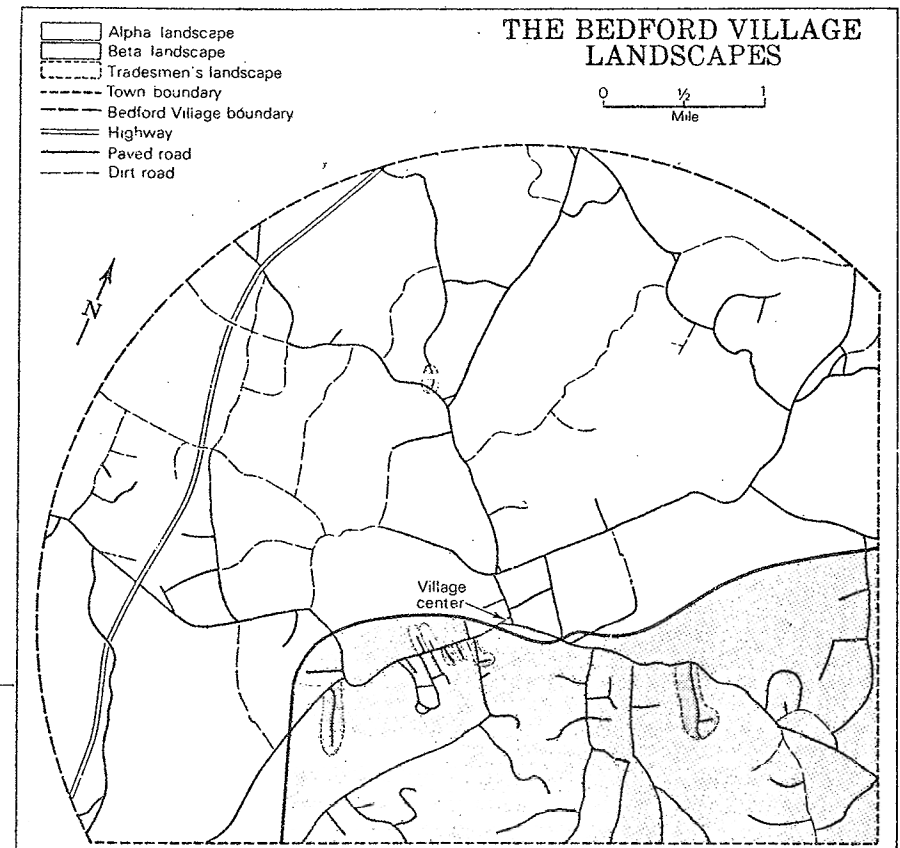 THE BEDFORD VILLAGE
LANDSCAPES
Alpha landscape
Beta landscape
Tradesmen's landscape
Town boundary
Bedford Village boundary
Highway
Paved road
Dirt road
0 ½ 1
Mile
N
Village
center